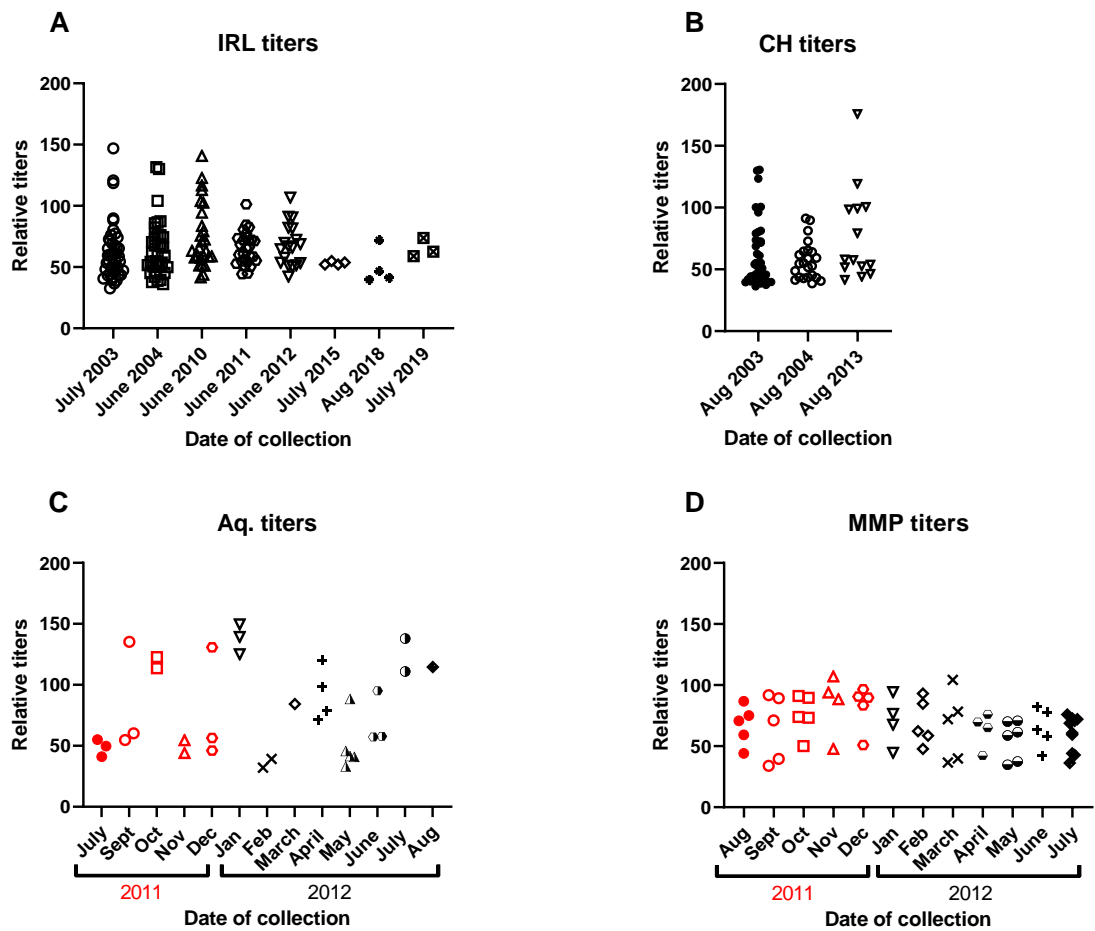 A
IRL titers
Relative titers
200
150
100
50
0
July 2003
June 2004
June 2010
June 2011
June 2012
July 2015
Aug 2018
July 2019
Date of collection
B
CH titers
Relative titers
200
150
100
50
0
Aug 2003
Aug 2004
Aug 2013
Date of collection
C
Aq. titers
Relative titers
200
150
100
50
0
July
Sept
Oct
Nov
Dec
Jan
Feb
March
April
May
June
July
Aug
2011
2012
Date of collection
D
MMP titers
Relative titers
200
150
100
50
0
Aug
Sept
Oct
Nov
Dec
Jan
Feb
March
April
May
June
July
2011
2012
Date of collection